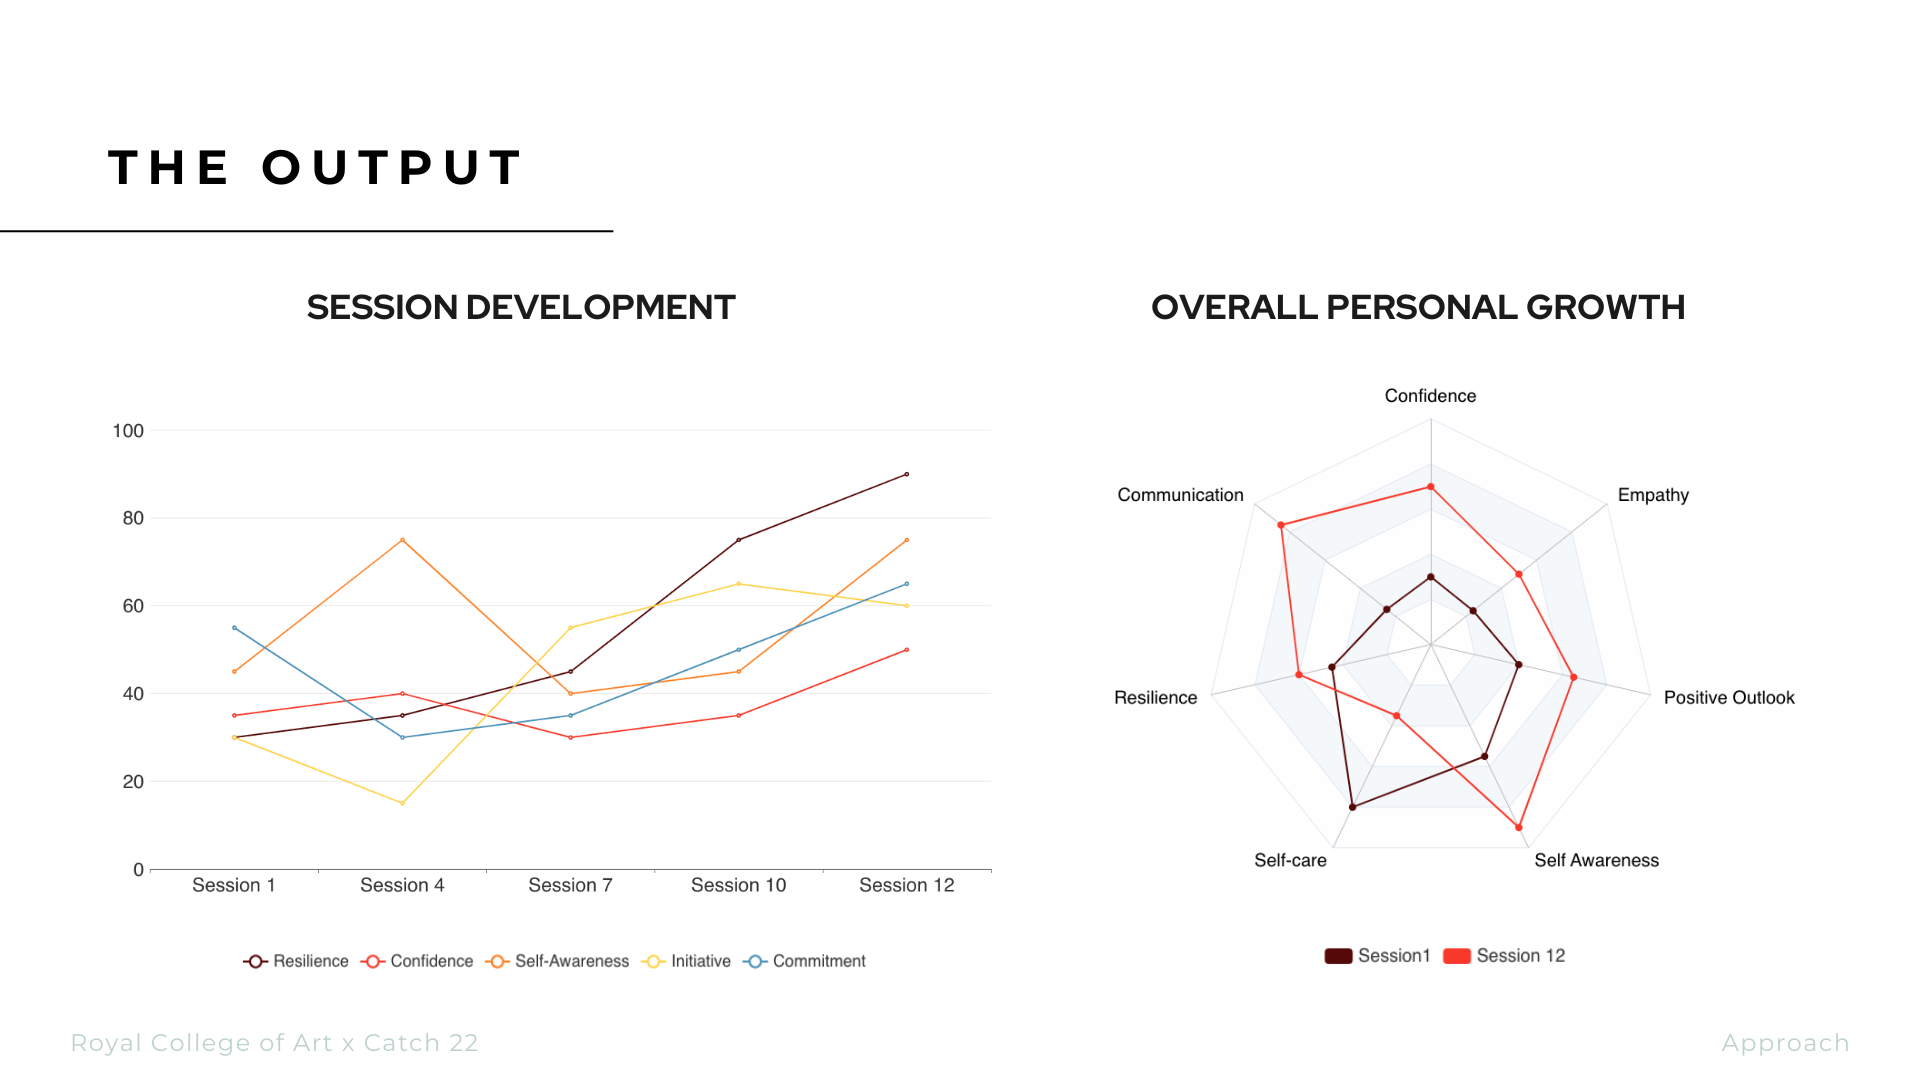 THE OUTPUT
SESSION DEVELOPMENT
100
80
60
40
20
0
Session 1 Session 4 Session 7 Session 10 Session 12
Resilience Confidence Self-Awareness Initiative Commitment
OVERALL PERSONAL GROWTH
Confidence
Communication Empathy
Resilience Positive Outlook
Self-care Self Awareness
Session1 Session 12
Royal College of Art x Catch 22
Approach